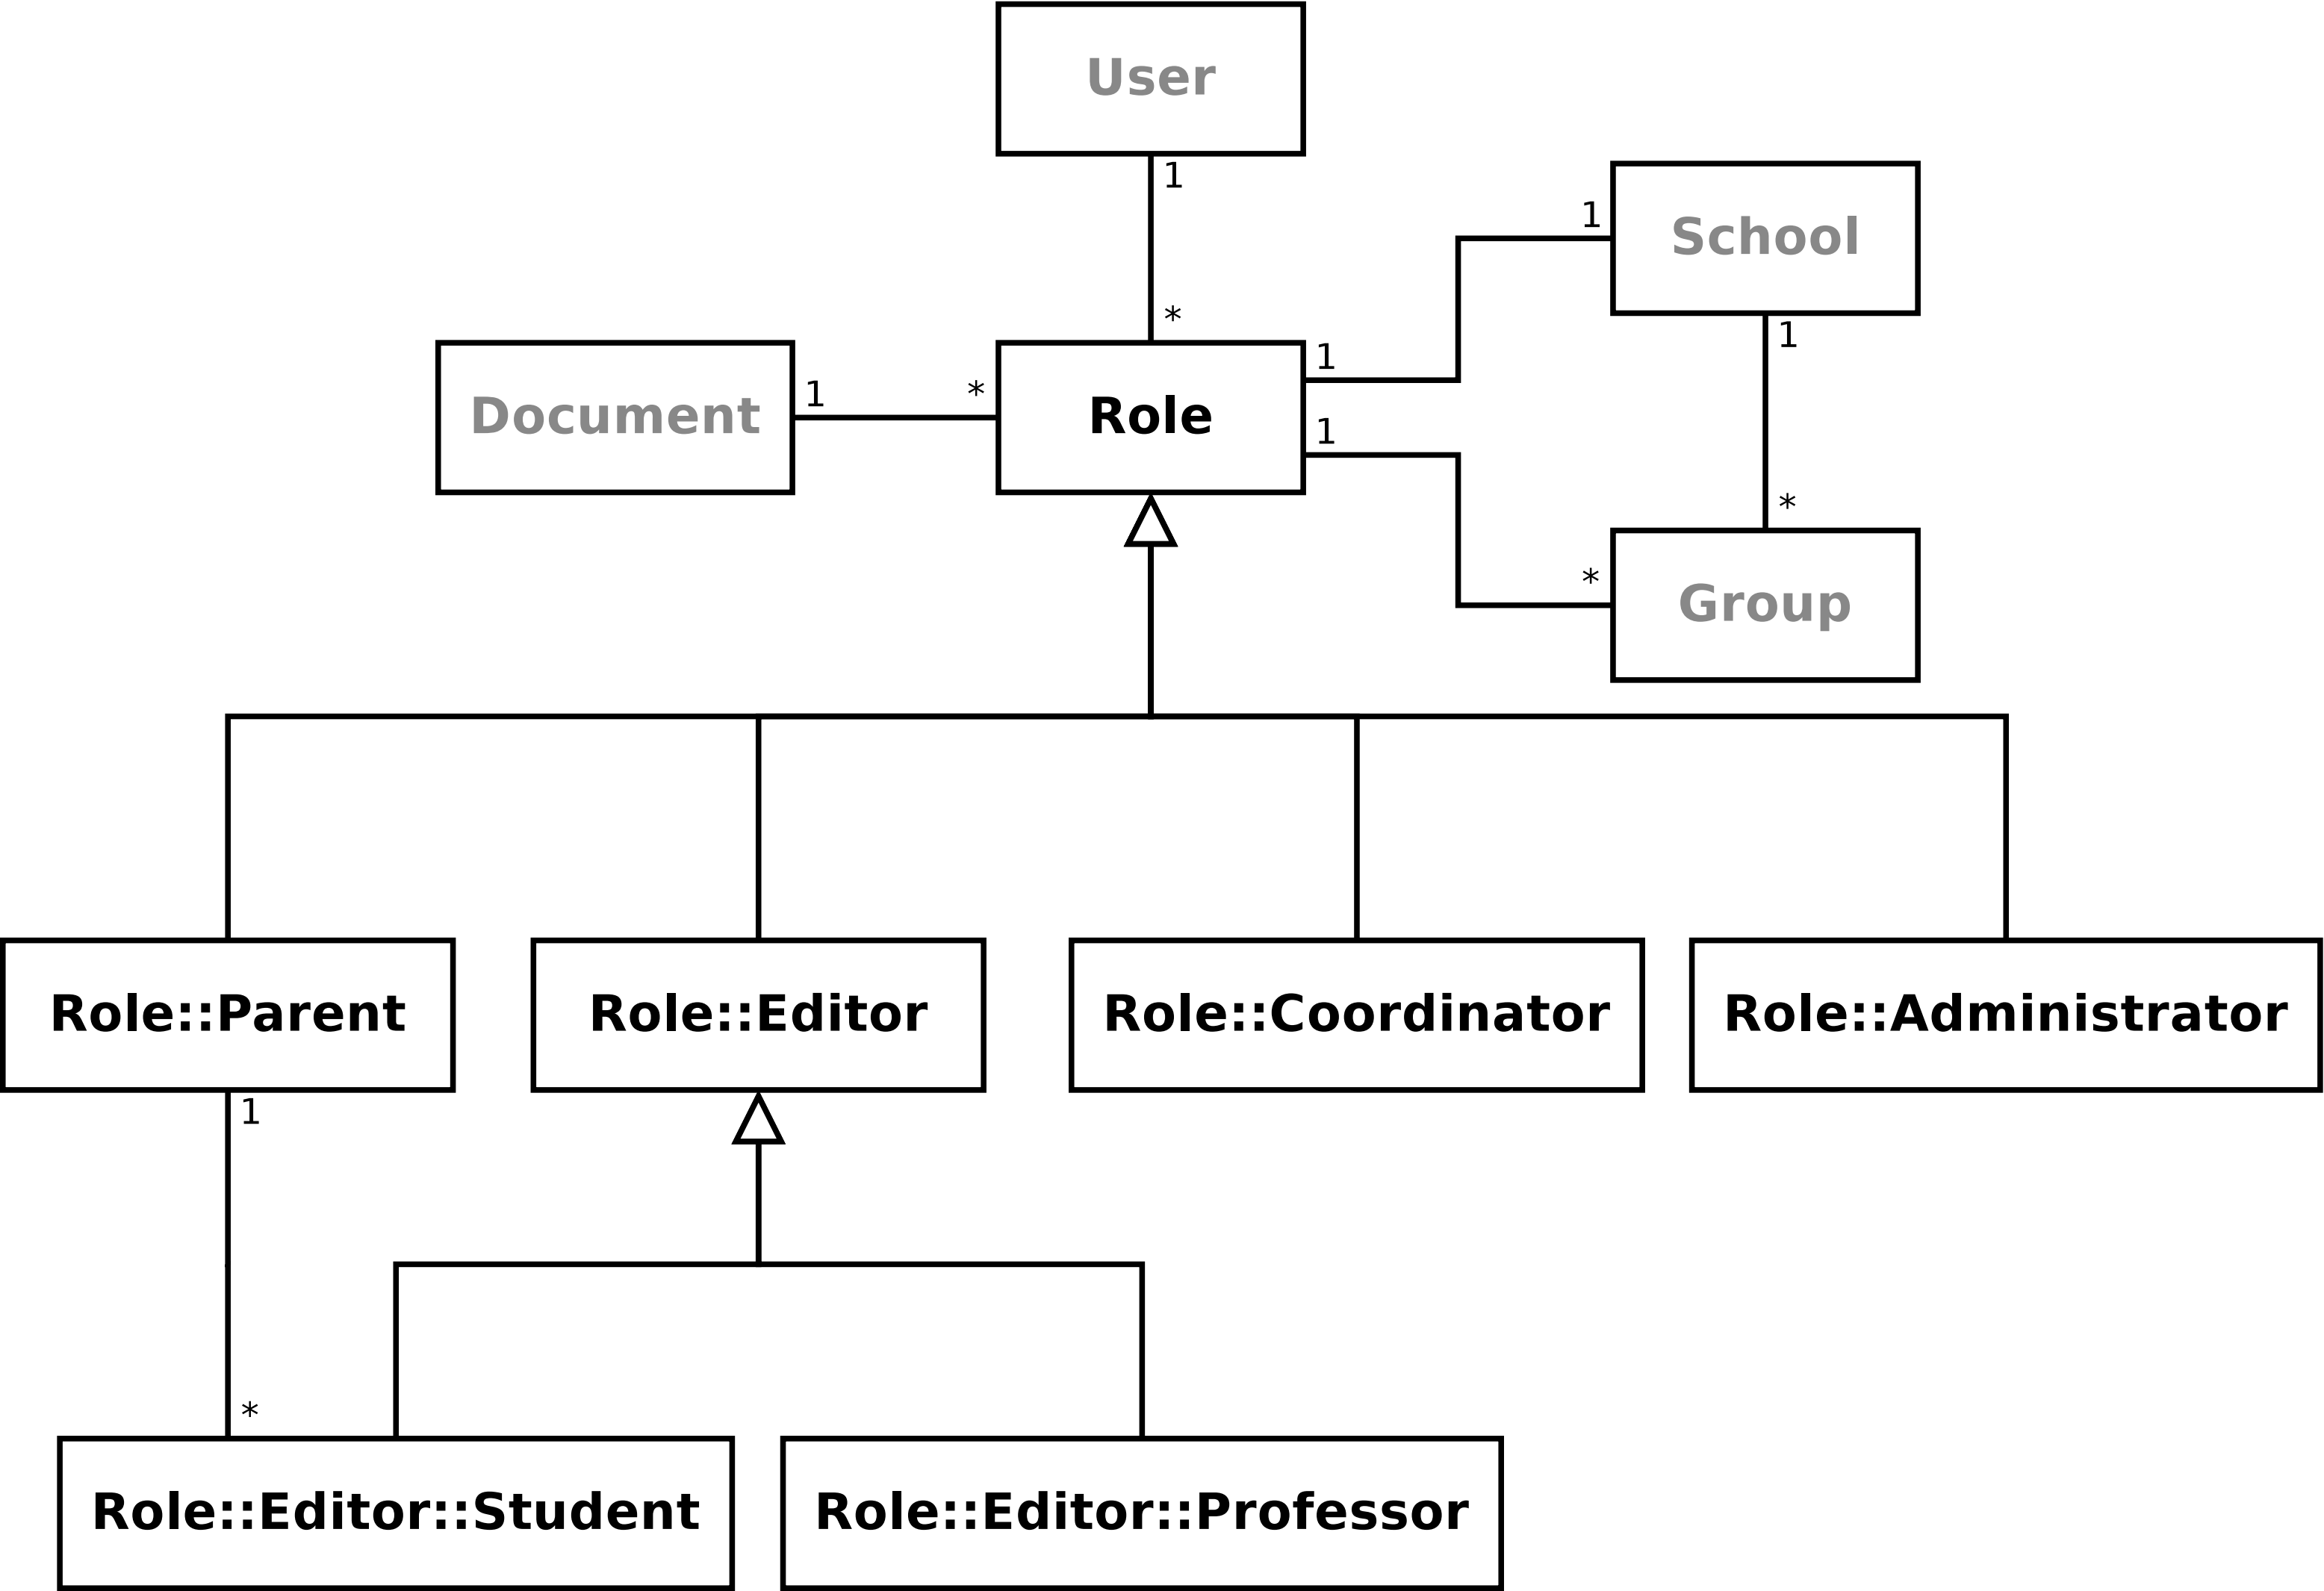 User
1
School
1
*
1
Document
1
*
Role
1
1
*
*
Group
Role::Parent
Role::Editor
Role::Coordinator
Role::Administrator
1
*
Role::Editor::Student
Role::Editor::Professor